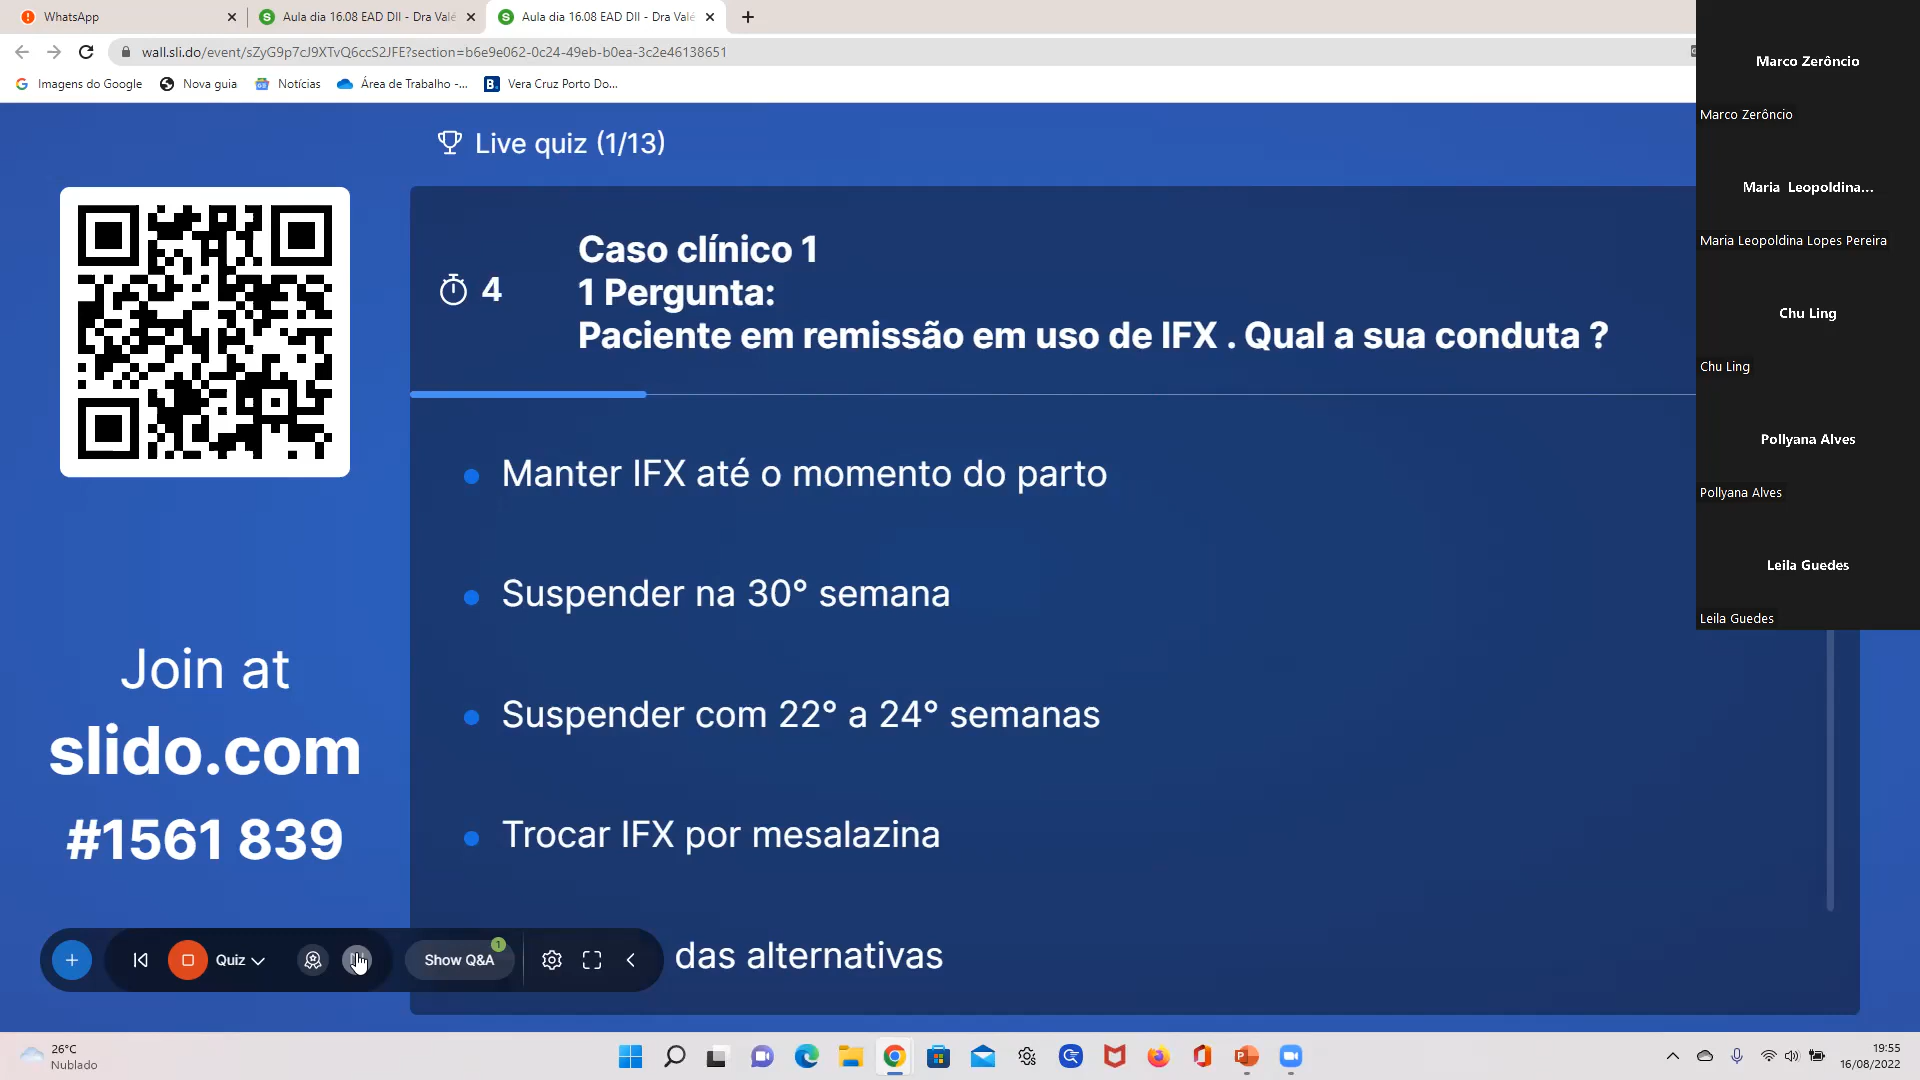 WhatsApp
Aula dia 16.08 EAD DII - Dra Valé
Aula dia 16.08 EAD DII - Dra Valé
wall.sli.do/event/sZyG9p7cJ9XTvQ6ccS2JFE?section=b6e9e062-0c24-49eb-b0ea-3c2e46138651
Imagens do Google
Nova guia
Notícias
Área de Trabalho -...
Vera Cruz Porto Do...
Live quiz (1/13)
4
Caso clínico 1
1 Pergunta:
Paciente em remissão em uso de IFX . Qual a sua conduta ?
Manter IFX até o momento do parto
Suspender na 30° semana
Suspender com 22° a 24° semanas
Trocar IFX por mesalazina
das alternativas
Join at
slido.com
#1561 839
Quiz
Show Q&A
1
Marco Zerôncio
Marco Zerôncio
Maria Leopoldina...
Maria Leopoldina Lopes Pereira
Chu Ling
Chu Ling
Pollyana Alves
Pollyana Alves
Leila Guedes
Leila Guedes
26°C
Nublado
19:55
16/08/2022